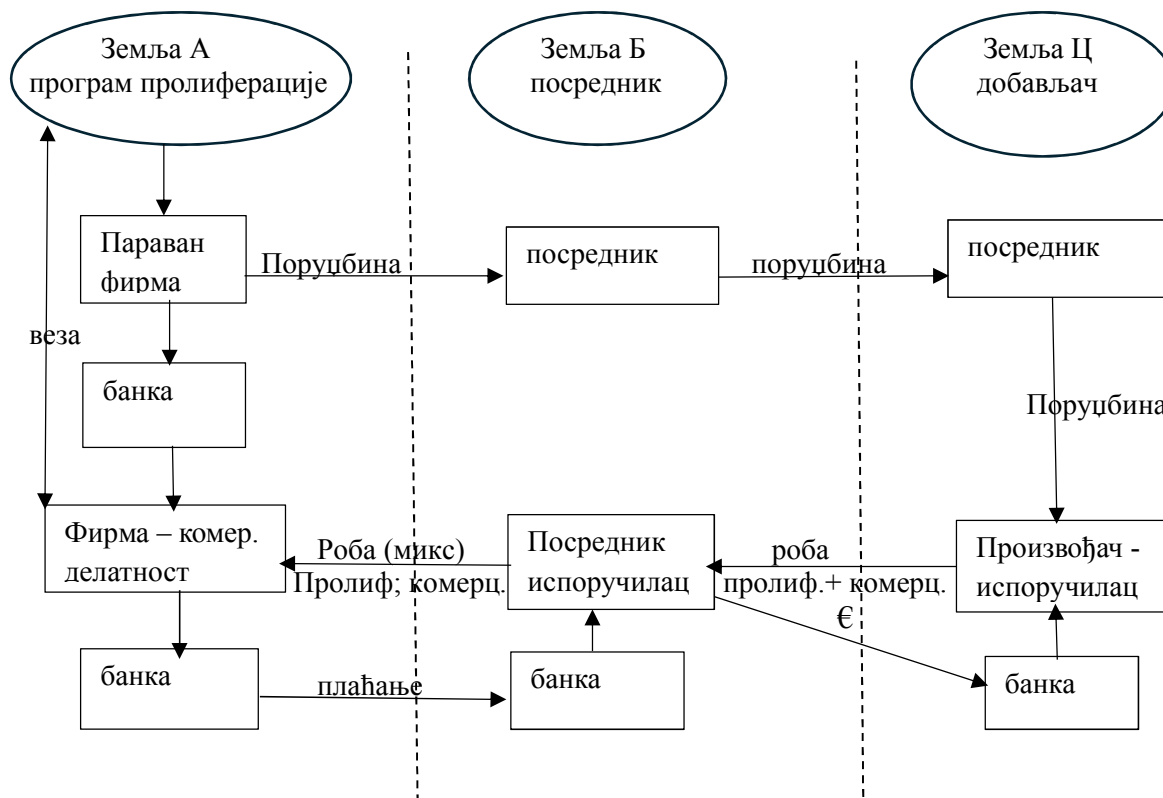 Земља А
програм пролиферације
Земља Б
посредник
Земља Ц
добављач
Параван
фирма
Поруџбина
посредник
поруџбина
посредник
веза
банка
Поруџбина
Фирма – комер.
делатност
Роба (микс)
Пролиф; комерц.
Посредник
испоручилац
роба
пролиф.+ комерц.
€
Произвођач -
испоручилац
банка
плаћање
банка
банка